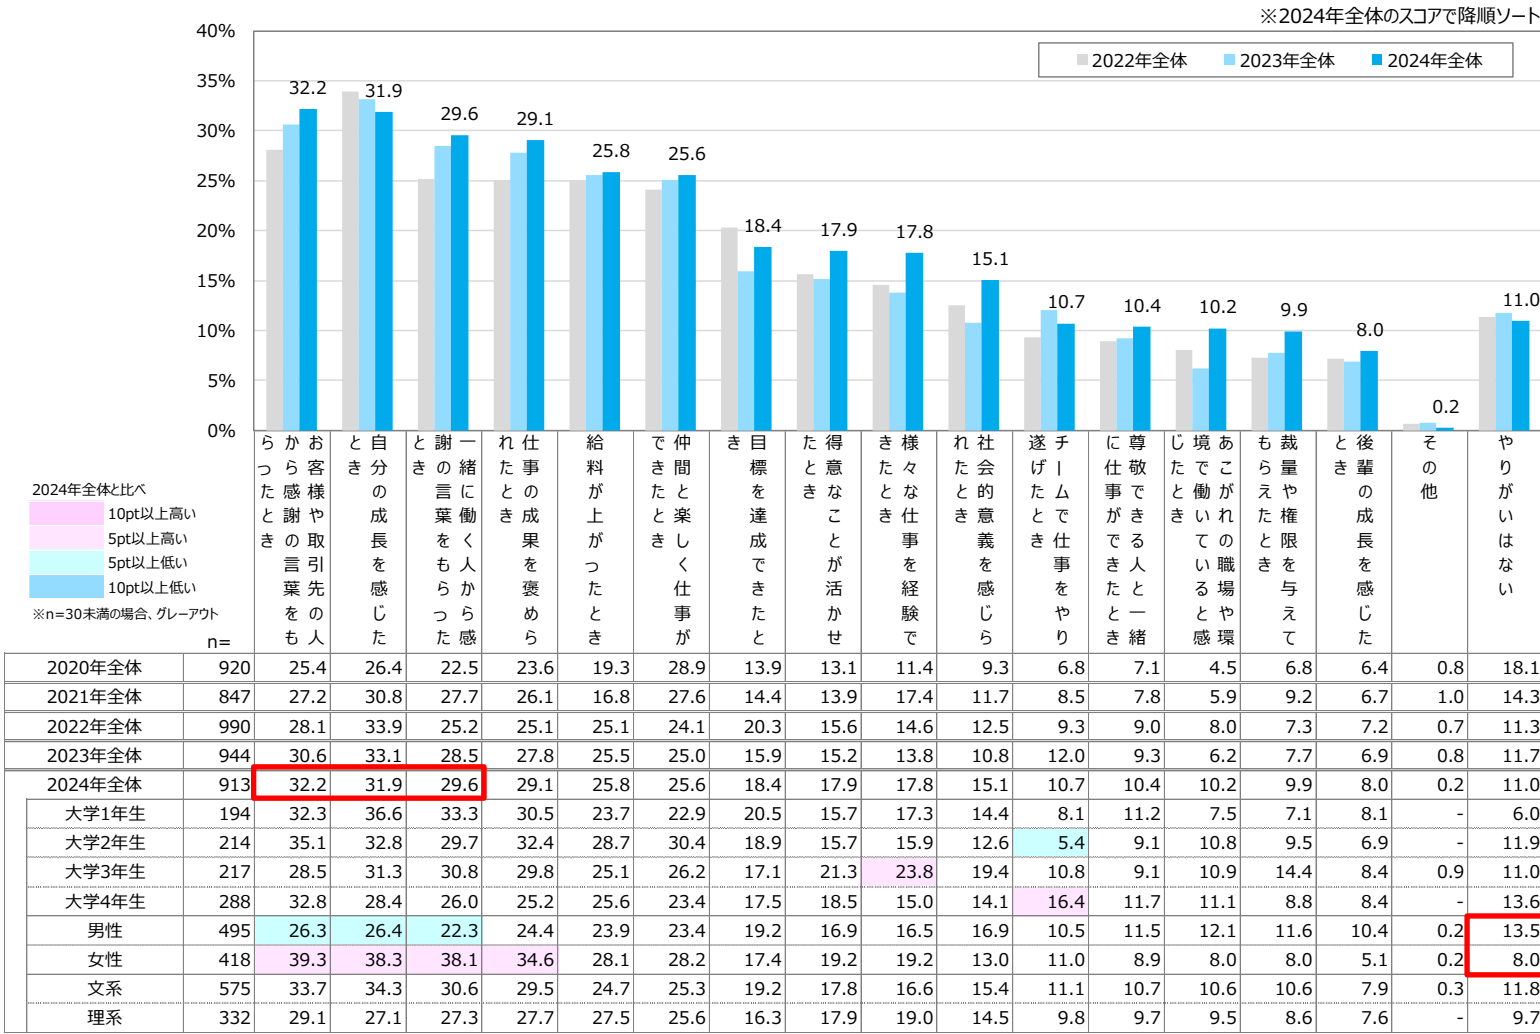 ※2024年全体のスコアで降順ソート
40%
35%
30%
25%
20%
15%
10%
5%
0%
2022年全体 2023年全体 2024年全体
32.2 31.9 29.6 29.1 25.8 25.6 18.4 17.9 17.8 15.1 10.7 10.4 10.2 9.9 8.0 0.2 11.0
お客様や取引先の人
から感謝の言葉をも
らったとき
自分の成長を感じた
とき
一緒に働く人から感
謝の言葉をもらった
とき
仕事の成果を褒めら
れたとき
給料が上がったとき
仲間と楽しく仕事が
できたとき
目標を達成できたと
き
得意なことが活かせ
たとき
様々な仕事を経験で
きたとき
社会的意義を感じら
れたとき
チームで仕事をやり
遂げたとき
尊敬できる人と一緒
に仕事ができたとき
あこがれの職場や環
境で働いていると感
じたとき
裁量や権限を与えて
もらえたとき
後輩の成長を感じた
とき
その他
やりがいはない
2024年全体と比べ
10pt以上高い
5pt以上高い
5pt以上低い
10pt以上低い
※n=30未満の場合、グレーアウト
n=
2020年全体 920 25.4 26.4 22.5 23.6 19.3 28.9 13.9 13.1 11.4 9.3 6.8 7.1 4.5 6.8 6.4 0.8 18.1
2021年全体 847 27.2 30.8 27.7 26.1 16.8 27.6 14.4 13.9 17.4 11.7 8.5 7.8 5.9 9.2 6.7 1.0 14.3
2022年全体 990 28.1 33.9 25.2 25.1 25.1 24.1 20.3 15.6 14.6 12.5 9.3 9.0 8.0 7.3 7.2 0.7 11.3
2023年全体 944 30.6 33.1 28.5 27.8 25.5 25.0 15.9 15.2 13.8 10.8 12.0 9.3 6.2 7.7 6.9 0.8 11.7
2024年全体 913 32.2 31.9 29.6 29.1 25.8 25.6 18.4 17.9 17.8 15.1 10.7 10.4 10.2 9.9 8.0 0.2 11.0
大学1年生 194 32.3 36.6 33.3 30.5 23.7 22.9 20.5 15.7 17.3 14.4 8.1 11.2 7.5 7.1 8.1 - 6.0
大学2年生 214 35.1 32.8 29.7 32.4 28.7 30.4 18.9 15.7 15.9 12.6 5.4 9.1 10.8 9.5 6.9 - 11.9
大学3年生 217 28.5 31.3 30.8 29.8 25.1 26.2 17.1 21.3 23.8 19.4 10.8 9.1 10.9 14.4 8.4 0.9 11.0
大学4年生 288 32.8 28.4 26.0 25.2 25.6 23.4 17.5 18.5 15.0 14.1 16.4 11.7 11.1 8.8 8.4 - 13.6
男性 495 26.3 26.4 22.3 24.4 23.9 23.4 19.2 16.9 16.5 16.9 10.5 11.5 12.1 11.6 10.4 0.2 13.5
女性 418 39.3 38.3 38.1 34.6 28.1 28.2 17.4 19.2 19.2 13.0 11.0 8.9 8.0 8.0 5.1 0.2 8.0
文系 575 33.7 34.3 30.6 29.5 24.7 25.3 19.2 17.8 16.6 15.4 11.1 10.7 10.6 10.6 7.9 0.3 11.8
理系 332 29.1 27.1 27.3 27.7 27.5 25.6 16.3 17.9 19.0 14.5 9.8 9.7 9.5 8.6 7.6 - 9.7